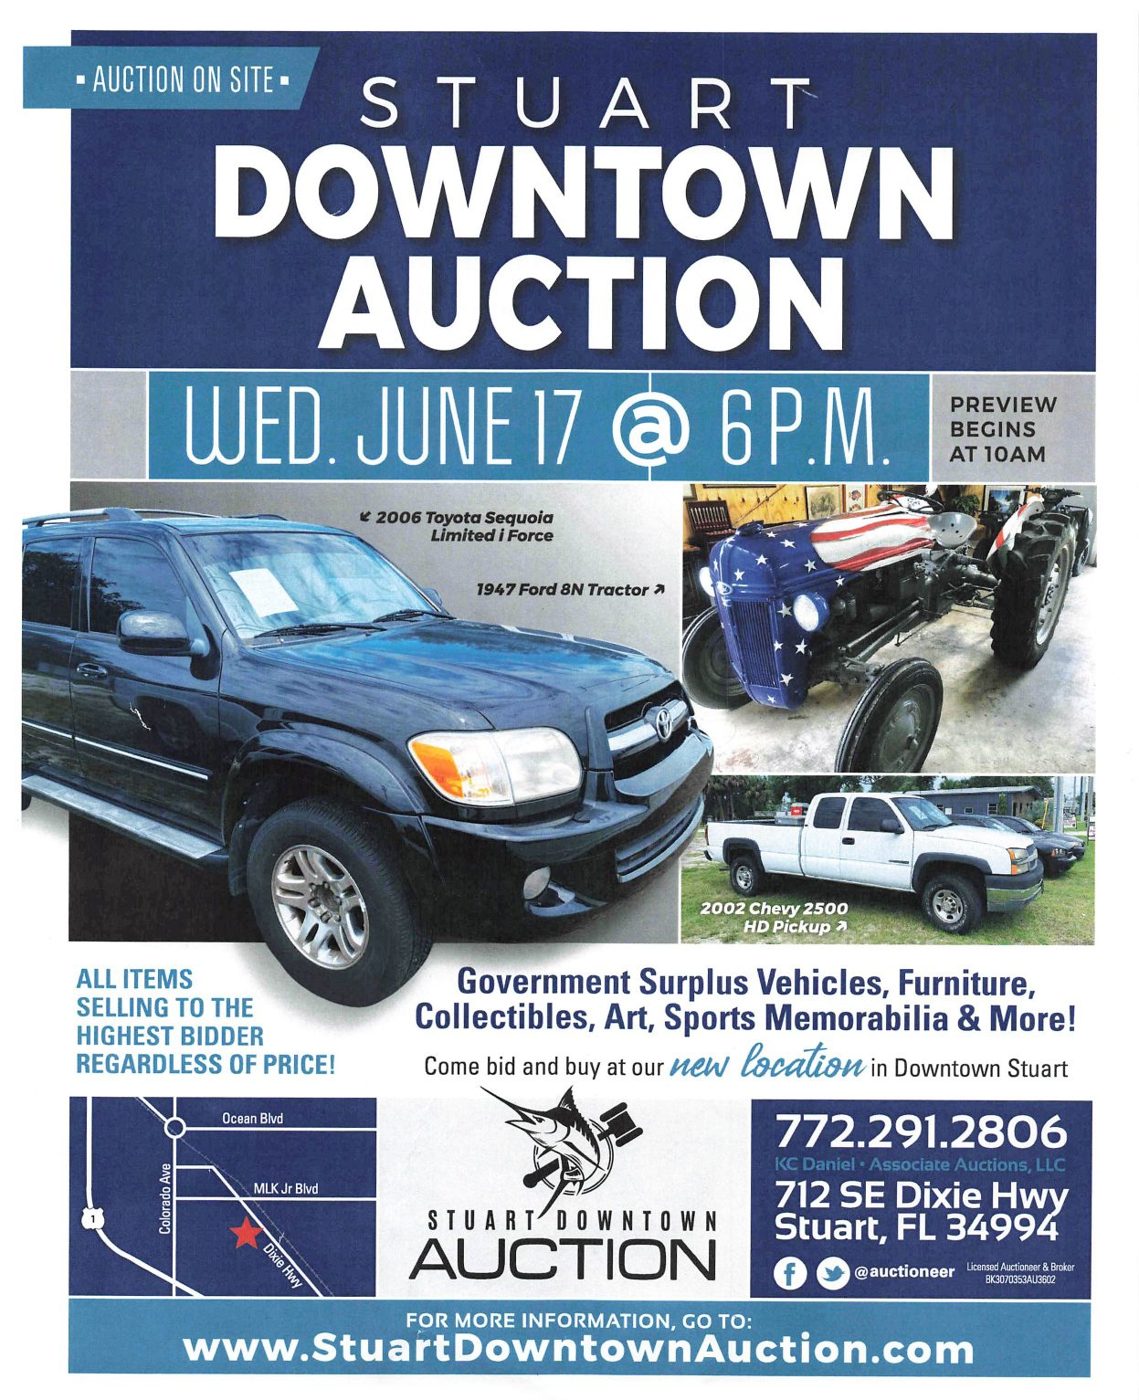 ▪ AUCTION ON SITE ▪
STUART
DOWNTOWN
AUCTION
WED. JUNE 17 @ 6 P.M.
PREVIEW
BEGINS
AT 10AM
↙ 2006 Toyota Sequoia
Limited i Force
1947 Ford 8N Tractor ↗
2002 Chevy 2500
HD Pickup ↗
ALL ITEMS
SELLING TO THE
HIGHEST BIDDER
REGARDLESS OF PRICE!
Government Surplus Vehicles, Furniture,
Collectibles, Art, Sports Memorabilia & More!
Come bid and buy at our new location in Downtown Stuart
Ocean Blvd
Colorado Ave
MLK Jr Blvd
1
Dixie Hwy
STUART DOWNTOWN
AUCTION
772.291.2806
KC Daniel • Associate Auctions, LLC
712 SE Dixie Hwy
Stuart, FL 34994
@auctioneer
Licensed Auctioneer & Broker
BK3070353AU3602
FOR MORE INFORMATION, GO TO:
www.StuartDowntownAuction.com